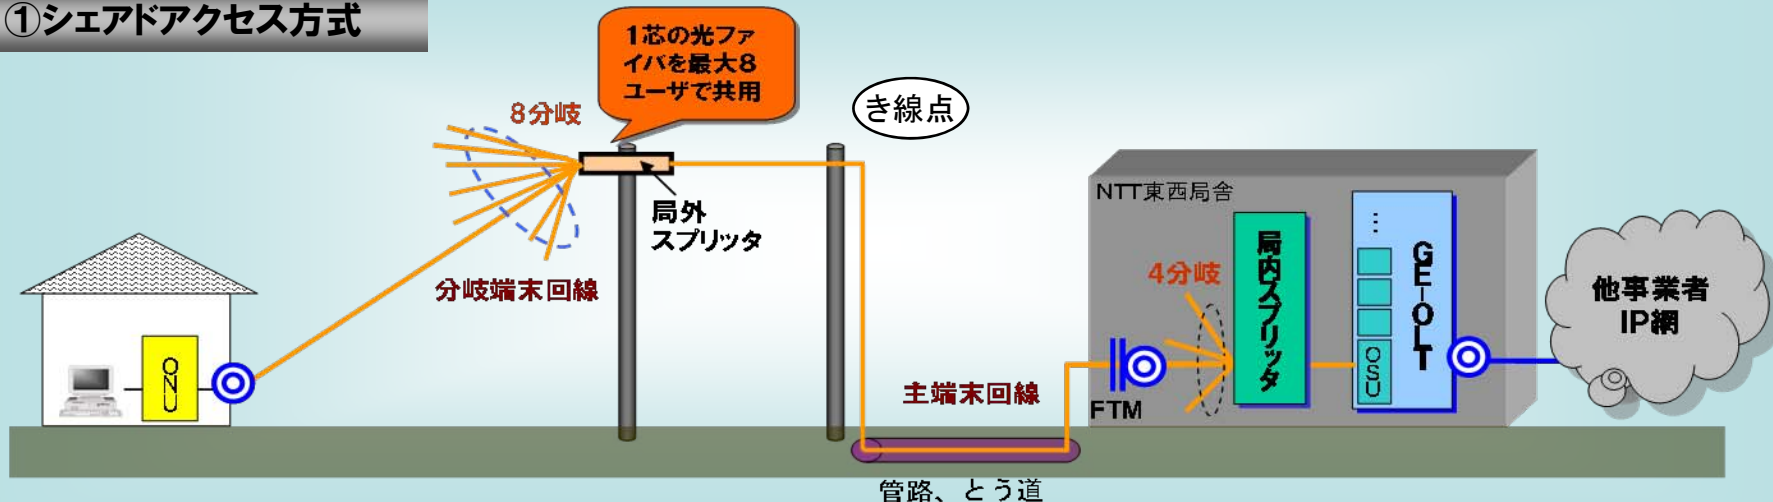 ①シェアドアクセス方式
1芯の光ファ
イバを最大8
ユーザで共用
き線点
8分岐
局外
スプリッタ
分岐端末回線
ONU
主端末回線
管路、とう道
NTT東西局舎
4分岐
FTM
局内スプリッタ
⋮
OSU
GE-OLT
他事業者
IP網